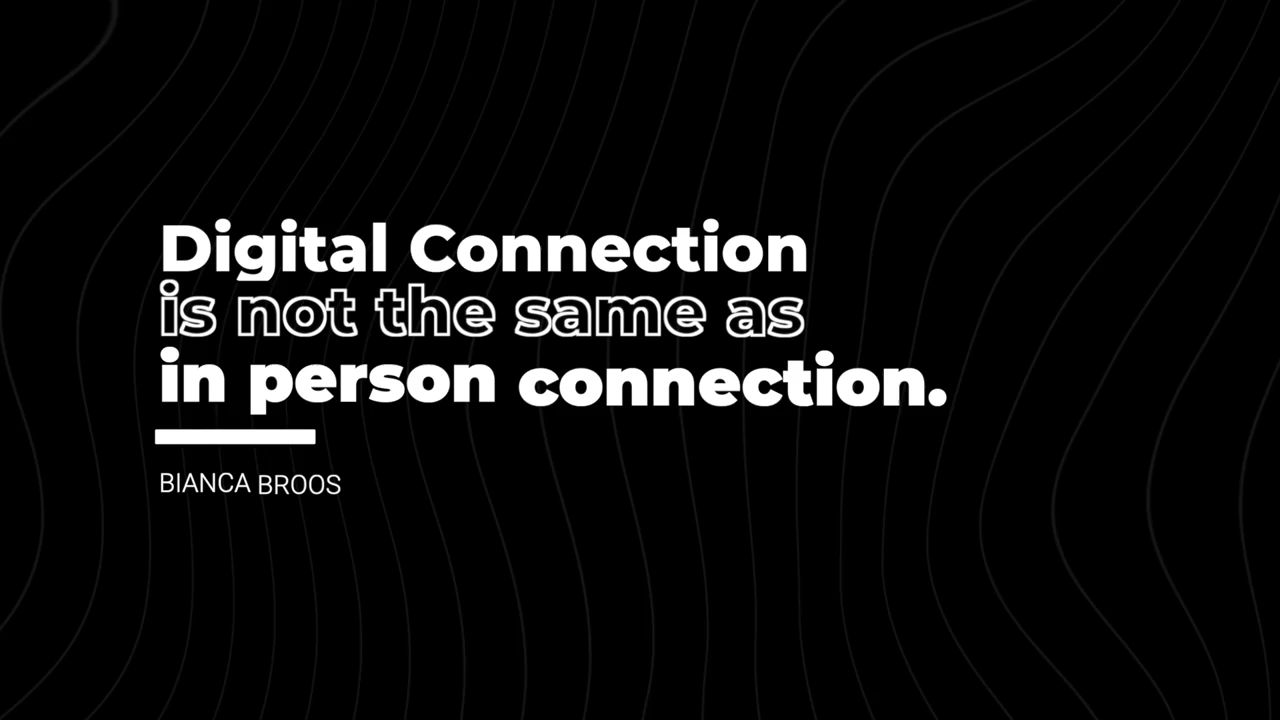 Digital Connection
is not the same as
in person connection.
BIANCA BROOS